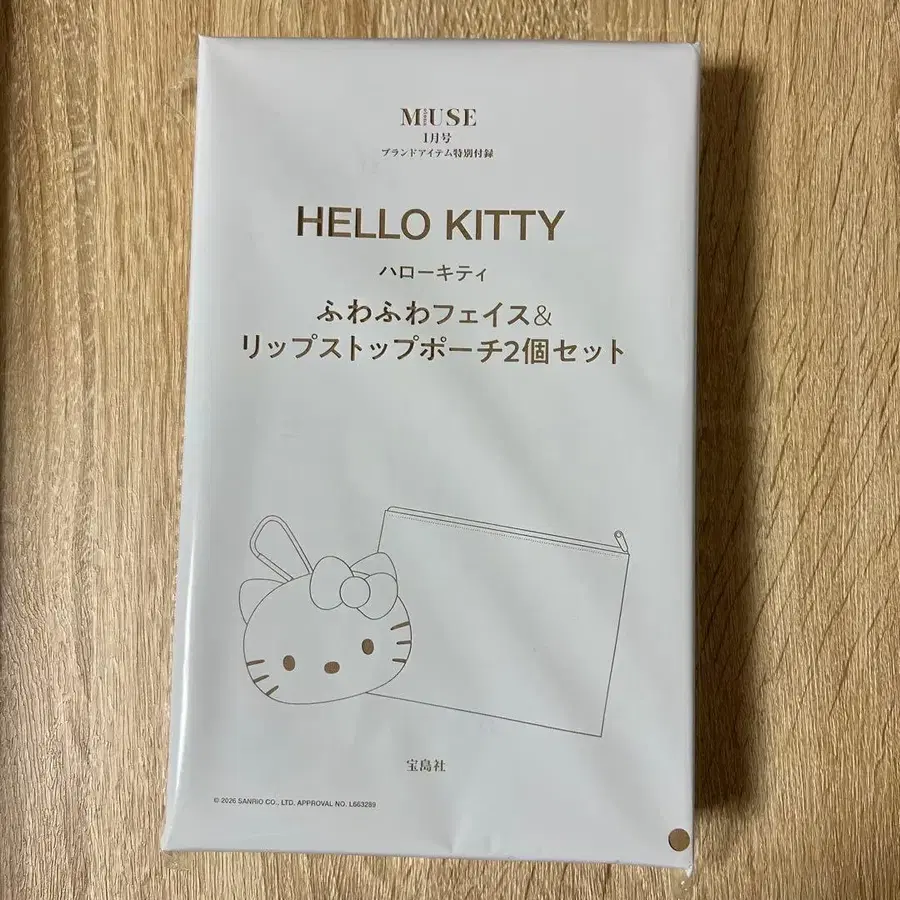 MUSE
1月号
ブランドアイテム特別付録
HELLO KITTY
ハローキティ
ふわふわフェイス&
リップストップポーチ2個セット
宝島社
© 2026 SANRIO CO., LTD. APPROVAL NO. L663289